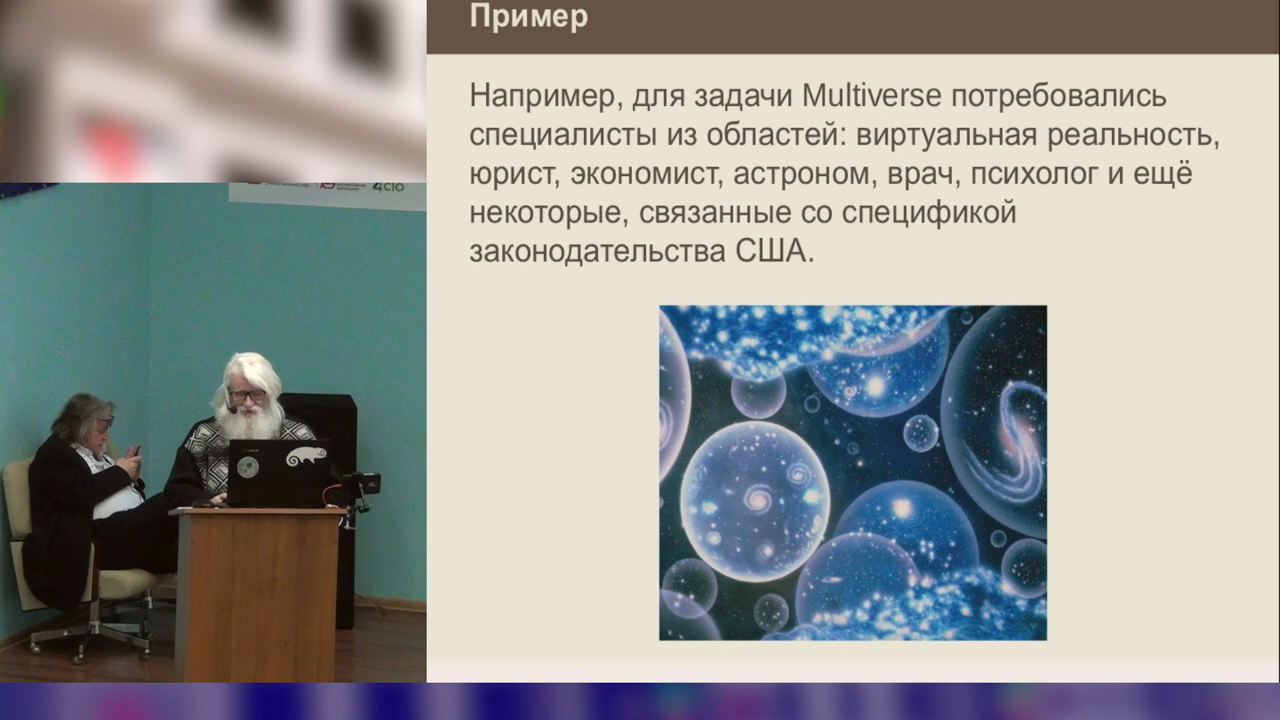 Пример
Например, для задачи Multiverse потребовались
специалисты из областей: виртуальная реальность,
юрист, экономист, астроном, врач, психолог и ещё
некоторые, связанные со спецификой
законодательства США.
4CIO